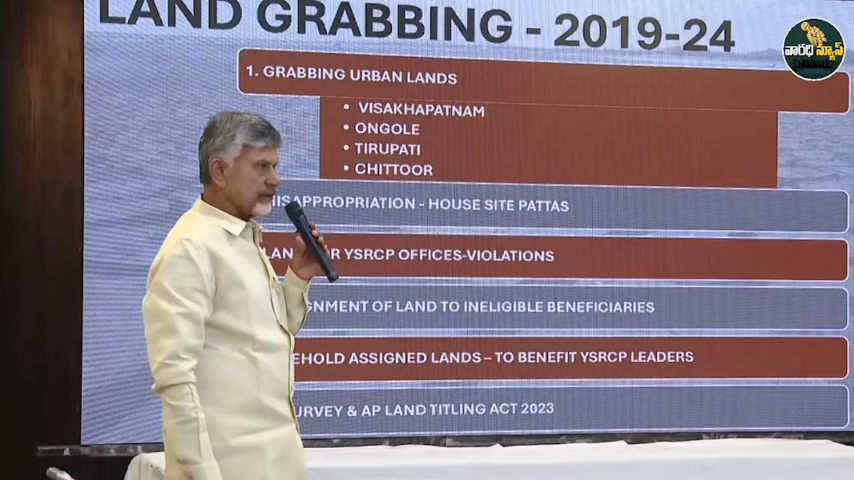 LAND GRABBING - 2019-24
వారధి న్యూస్
1. GRABBING URBAN LANDS
• VISAKHAPATNAM
• ONGOLE
• TIRUPATI
• CHITTOOR
MISAPPROPRIATION - HOUSE SITE PATTAS
LAN YSRCP OFFICES-VIOLATIONS
GNMENT OF LAND TO INELIGIBLE BENEFICIARIES
EHOLD ASSIGNED LANDS – TO BENEFIT YSRCP LEADERS
URVEY & AP LAND TITLING ACT 2023